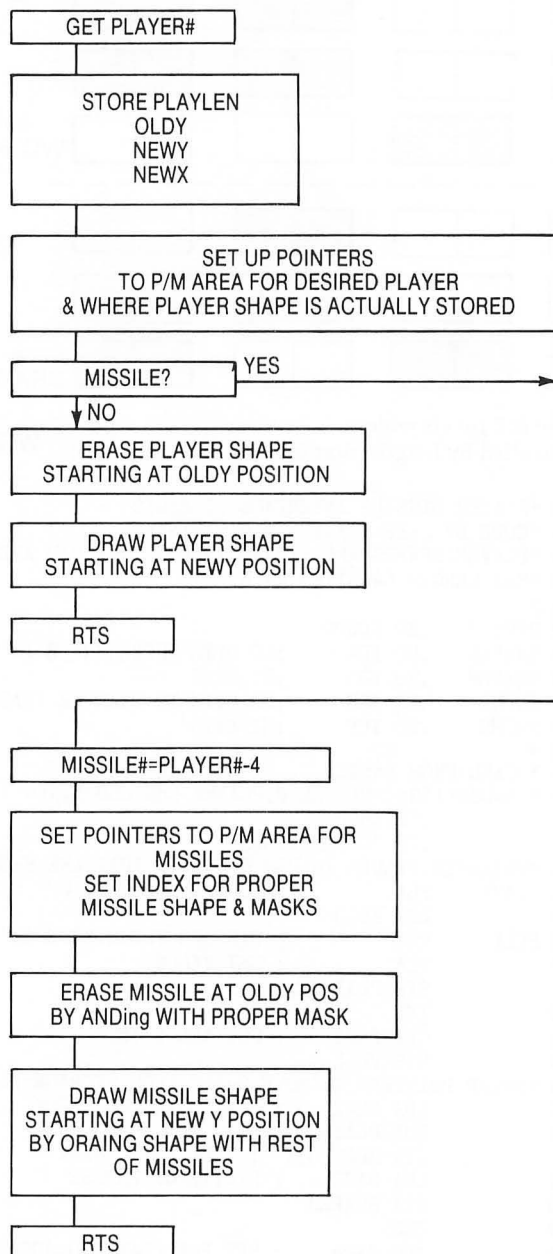 GET PLAYER#
STORE PLAYLEN
OLDY
NEWY
NEWX
SET UP POINTERS
TO P/M AREA FOR DESIRED PLAYER
& WHERE PLAYER SHAPE IS ACTUALLY STORED
MISSILE?
YES
NO
ERASE PLAYER SHAPE
STARTING AT OLDY POSITION
DRAW PLAYER SHAPE
STARTING AT NEWY POSITION
RTS
MISSILE#=PLAYER#-4
SET POINTERS TO P/M AREA FOR
MISSILES
SET INDEX FOR PROPER
MISSILE SHAPE & MASKS
ERASE MISSILE AT OLDY POS
BY ANDing WITH PROPER MASK
DRAW MISSILE SHAPE
STARTING AT NEW Y POSITION
BY ORAING SHAPE WITH REST
OF MISSILES
RTS